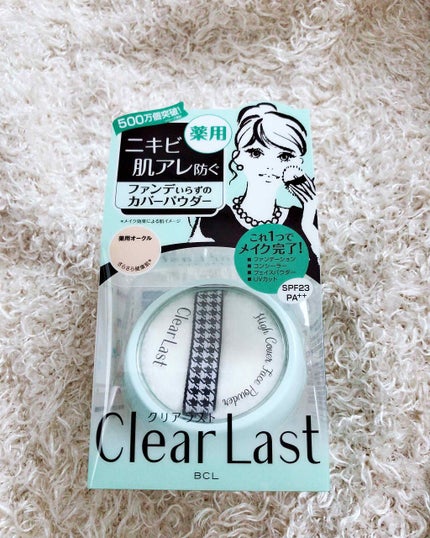 500万個突破!
薬用
ニキビ
肌アレ防ぐ
ファンデいらずの
カバーパウダー
*メイク効果による肌イメージ
薬用オークル
これ1つで
メイク完了!
■ファンデーション
■コンシーラー
■フェイスパウダー
■UVカット
SPF23
PA++
Clear Last
High Cover Face Powder
クリアラスト
Clear Last
BCL